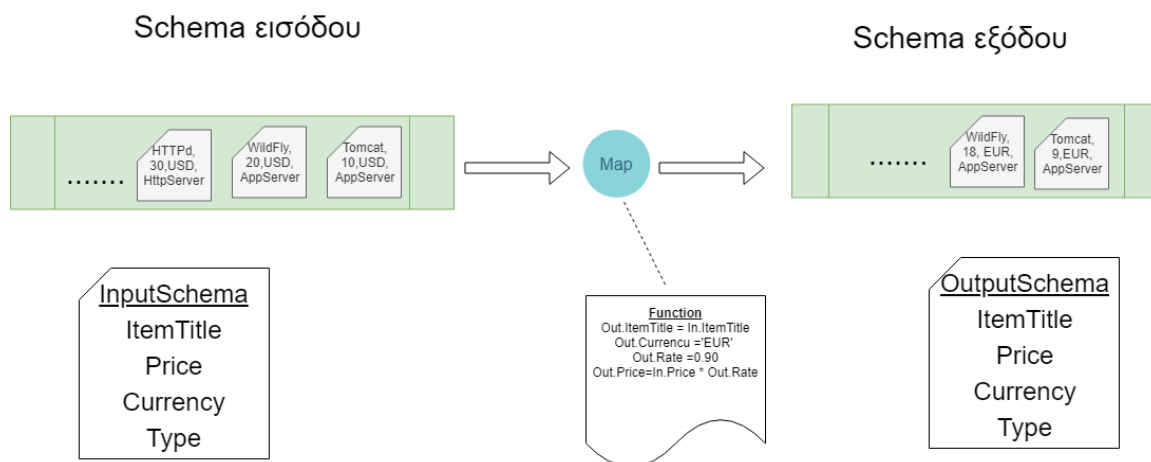 Schema εισόδου
Schema εξόδου
.......
HTTPd,
30,USD,
HttpServer
WildFly,
20,USD,
AppServer
Tomcat,
10,USD,
AppServer
Map
.......
WildFly,
18, EUR,
AppServer
Tomcat,
9,EUR,
AppServer
InputSchema
ItemTitle
Price
Currency
Type
Function
Out.ItemTitle = In.ItemTitle
Out.Currencu ='EUR'
Out.Rate =0.90
Out.Price=In.Price * Out.Rate
OutputSchema
ItemTitle
Price
Currency
Type